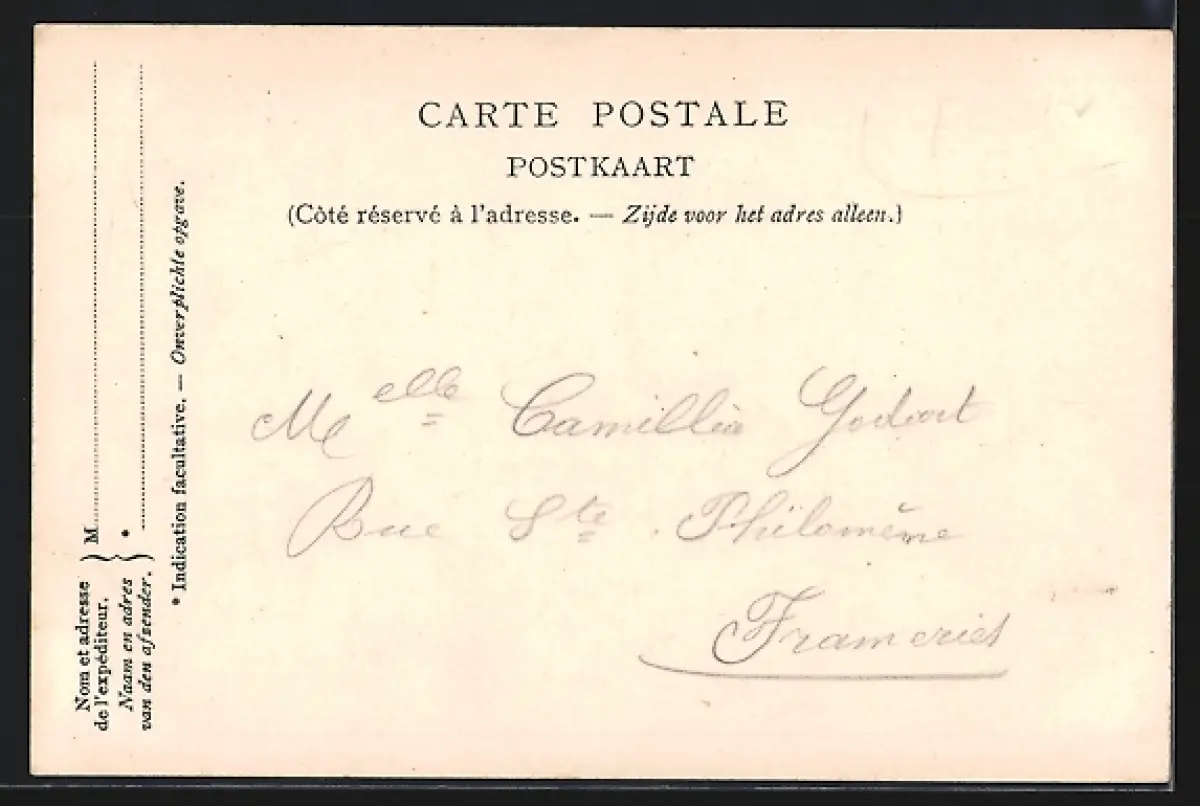 CARTE POSTALE
POSTKAART
(Côté réservé à l'adresse. — Zijde voor het adres alleen.)
Melle Camillia Godart
Rue Ste. Philomène
Frameries
Nom et adresse
de l'expéditeur.
Naam en adres
van den afzender.
M
*
* Indication facultative. — Onverplichte opgave.